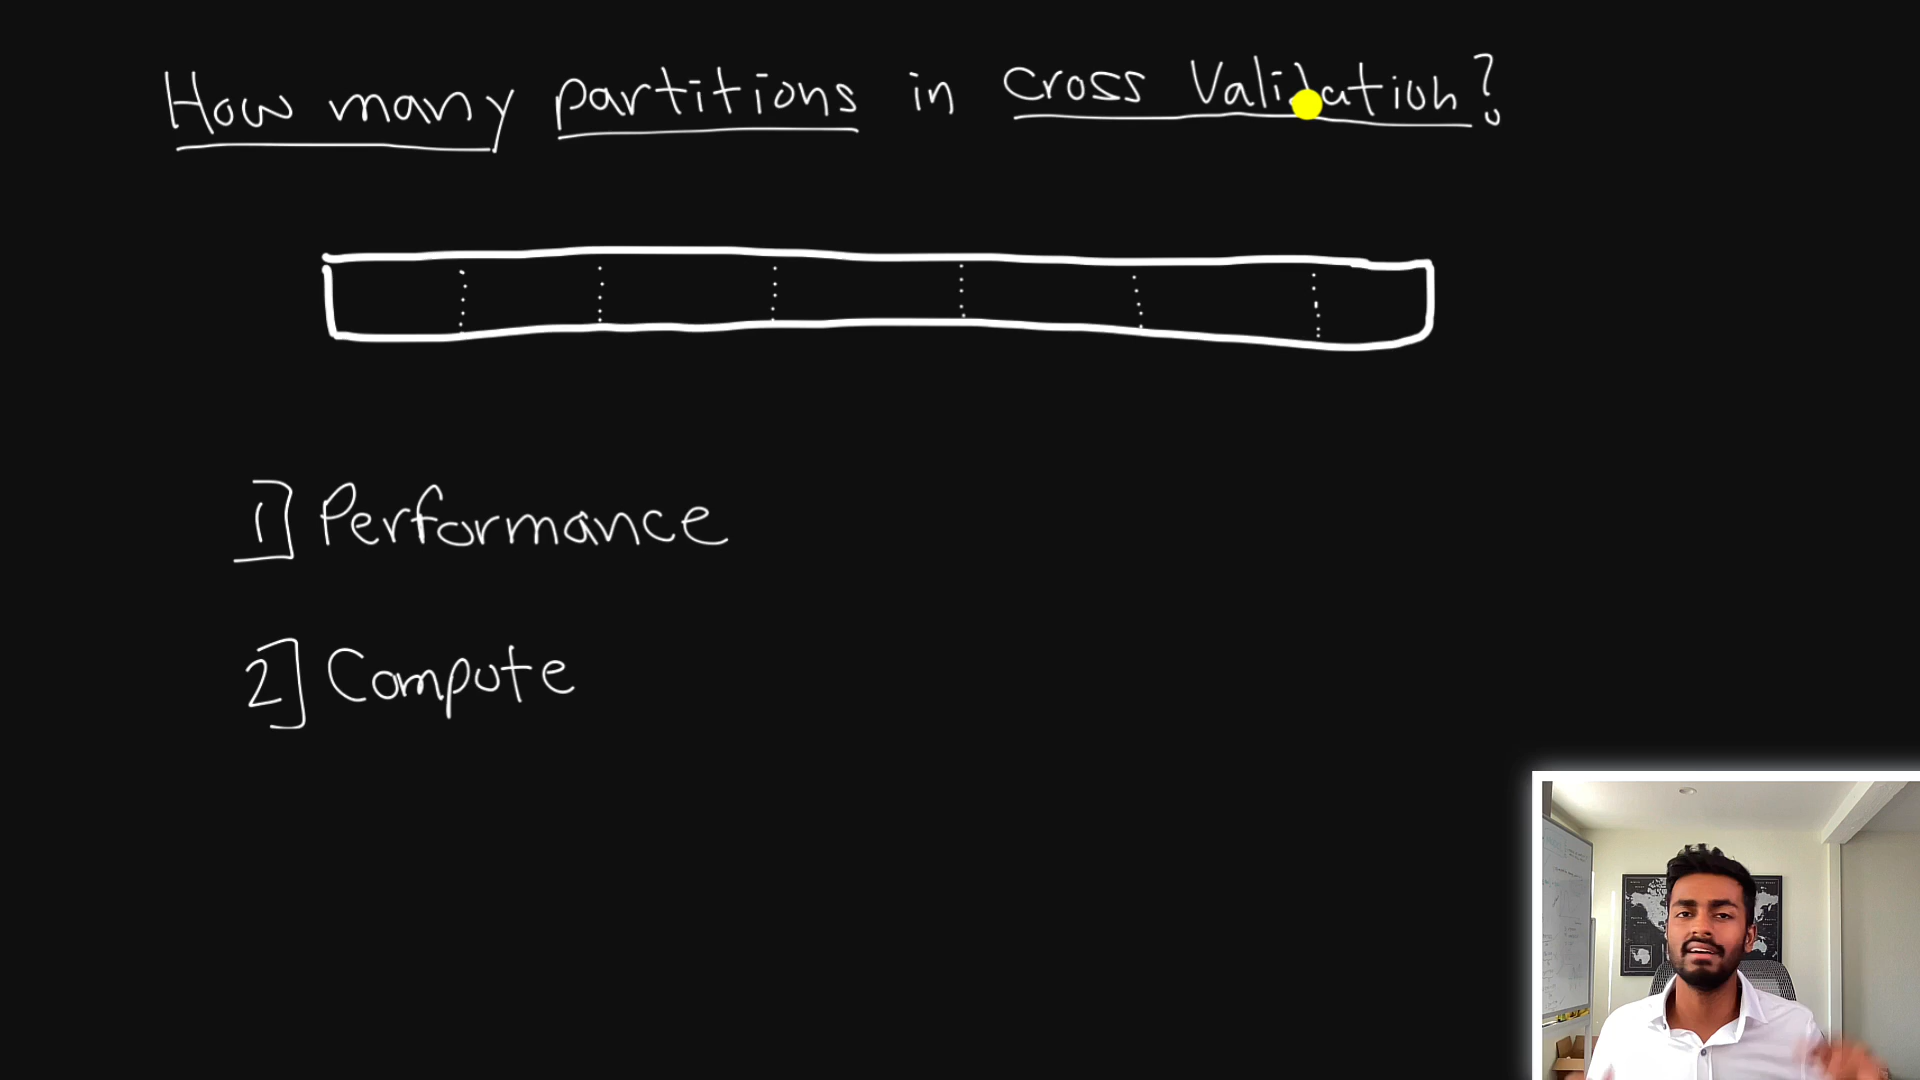 How many partitions in Cross Validation?
1] Performance
2] Compute